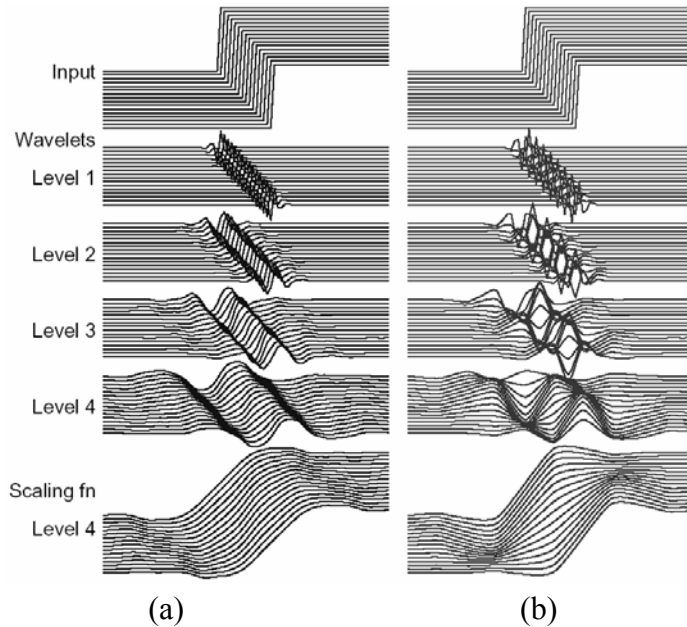 Input
Wavelets
Level 1
Level 2
Level 3
Level 4
Scaling fn
Level 4
(a)
(b)